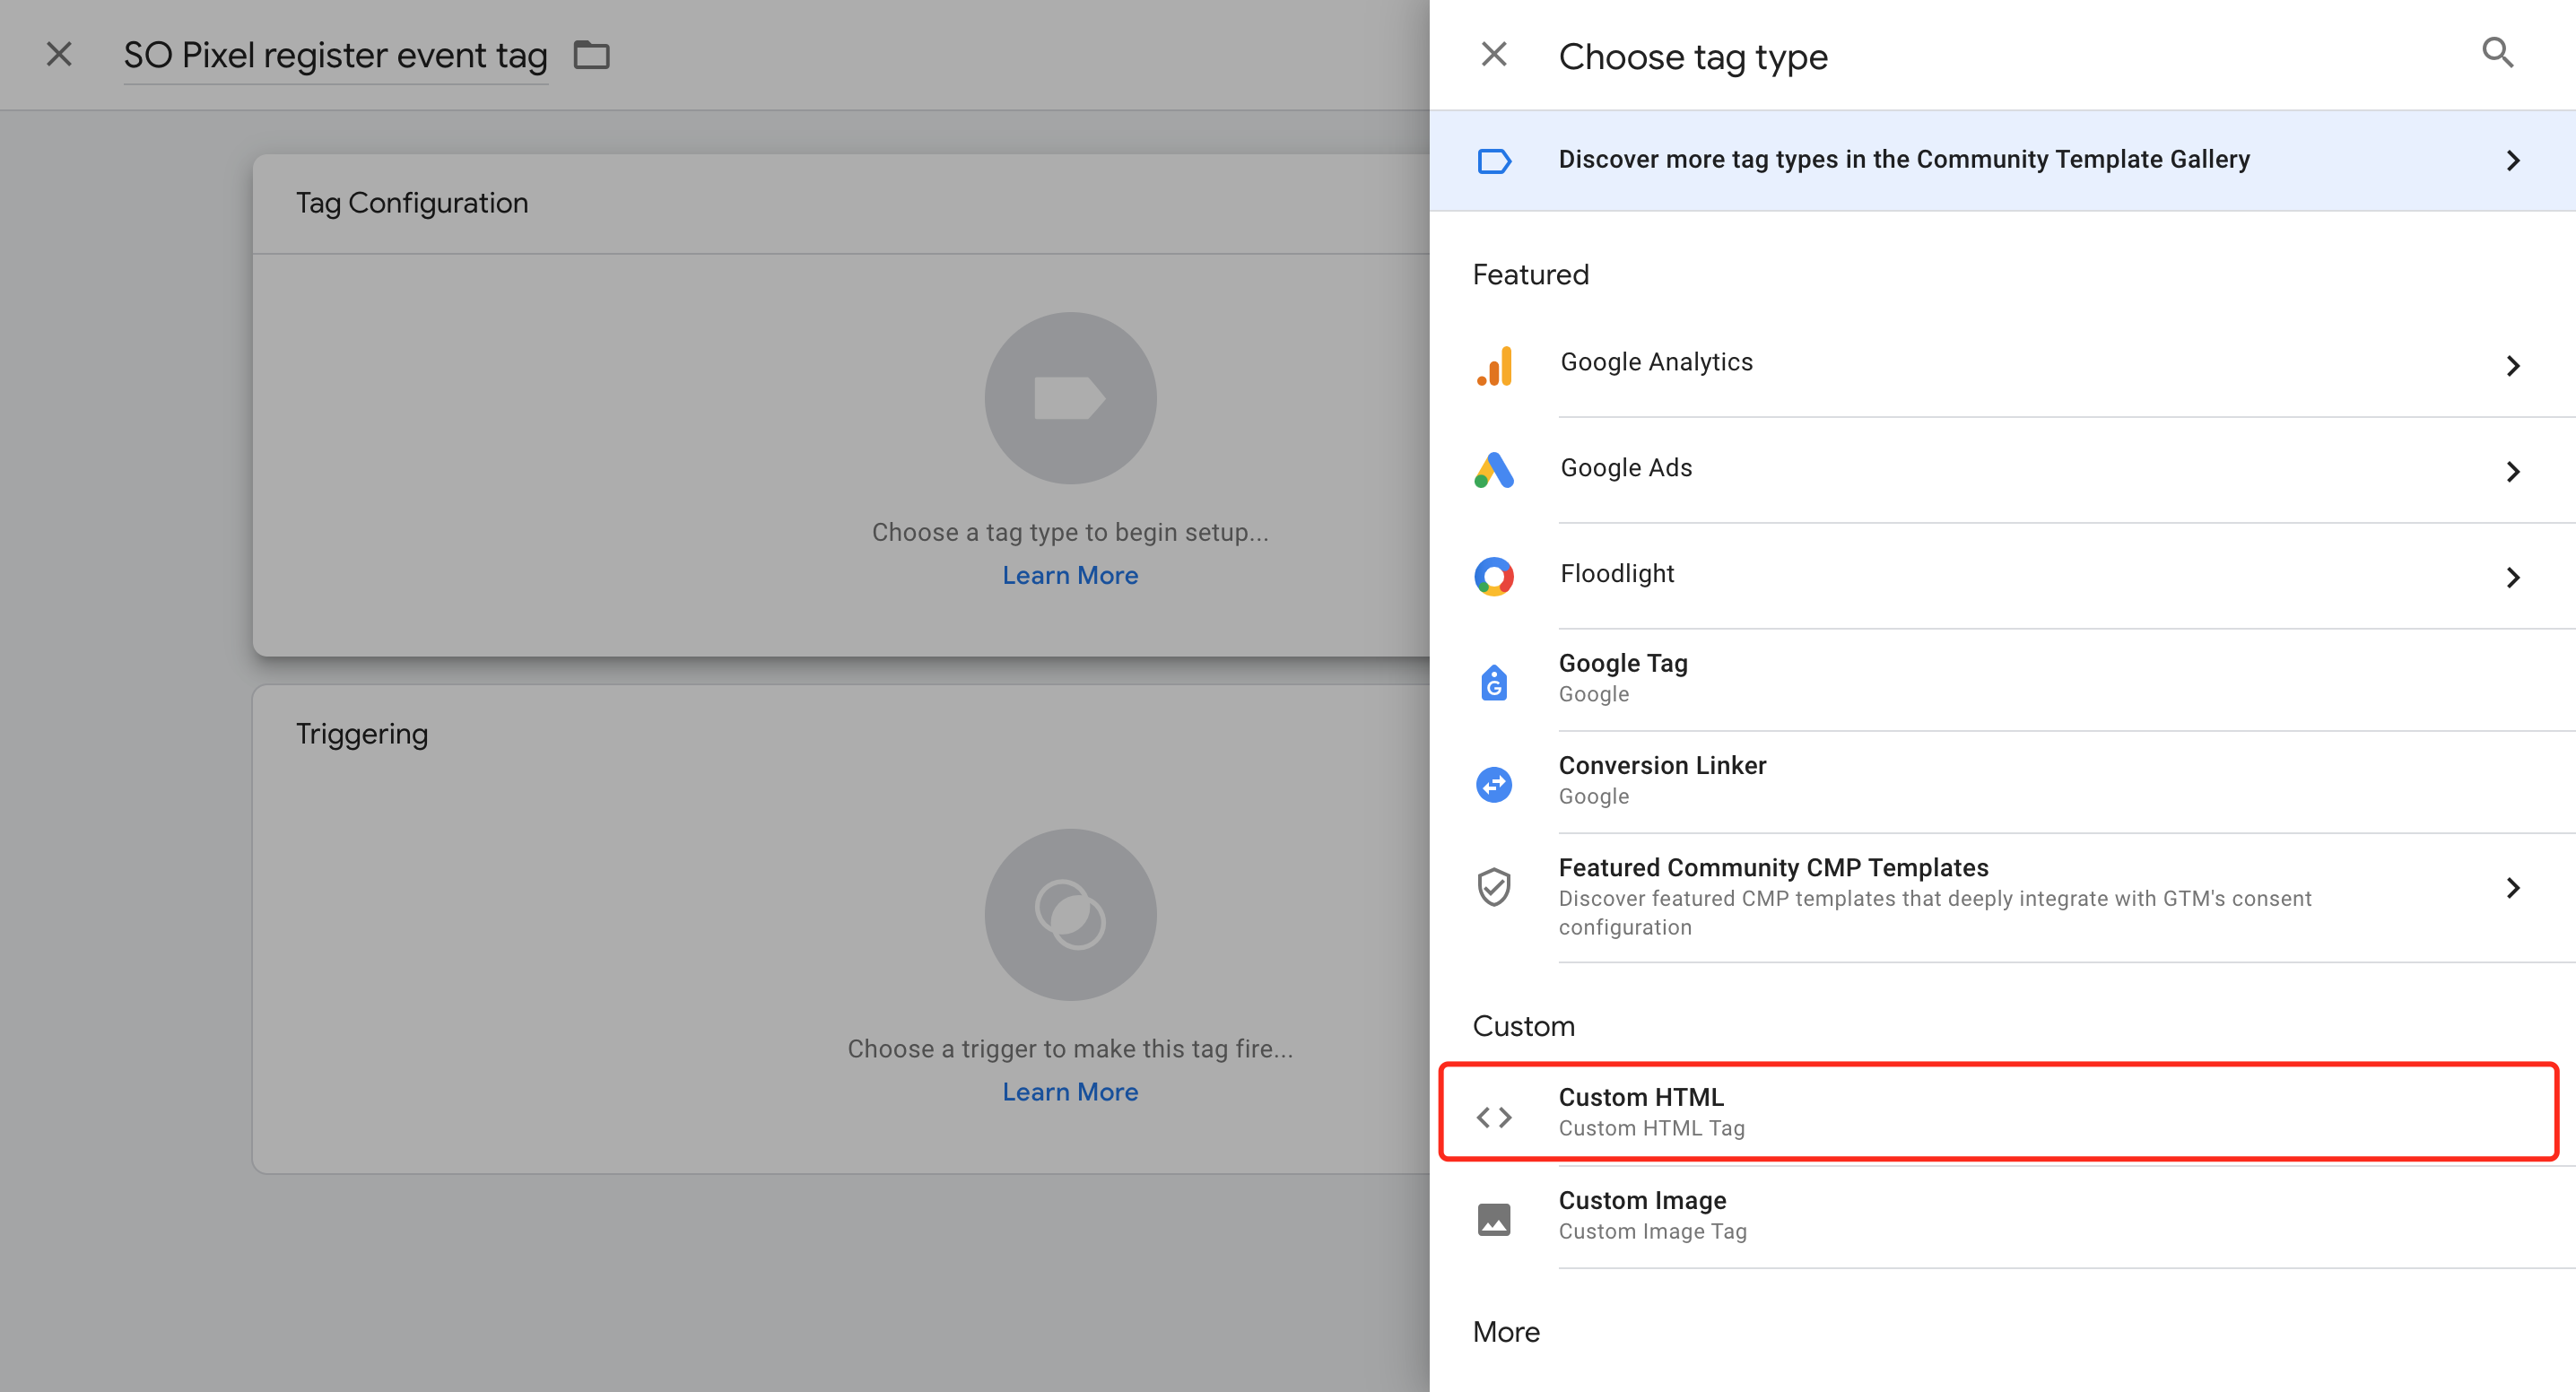 SO Pixel register event tag
Tag Configuration
Choose a tag type to begin setup...
Learn More
Triggering
Choose a trigger to make this tag fire...
Learn More
Choose tag type
Discover more tag types in the Community Template Gallery
Featured
Google Analytics
Google Ads
Floodlight
G
Google Tag
Google
Conversion Linker
Google
Featured Community CMP Templates
Discover featured CMP templates that deeply integrate with GTM's consent
configuration
Custom
Custom HTML
Custom HTML Tag
Custom Image
Custom Image Tag
More